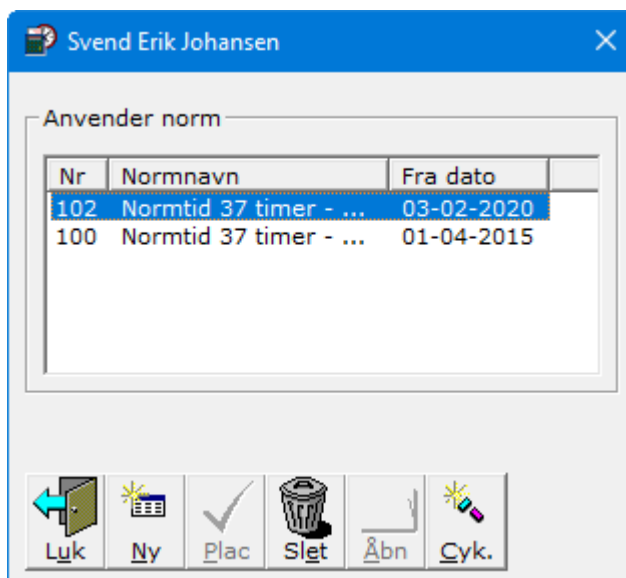 Svend Erik Johansen
Anvender norm
Nr Normnavn Fra dato
102 Normtid 37 timer - ... 03-02-2020
100 Normtid 37 timer - ... 01-04-2015
Luk Ny Plac Slet Åbn Cyk.